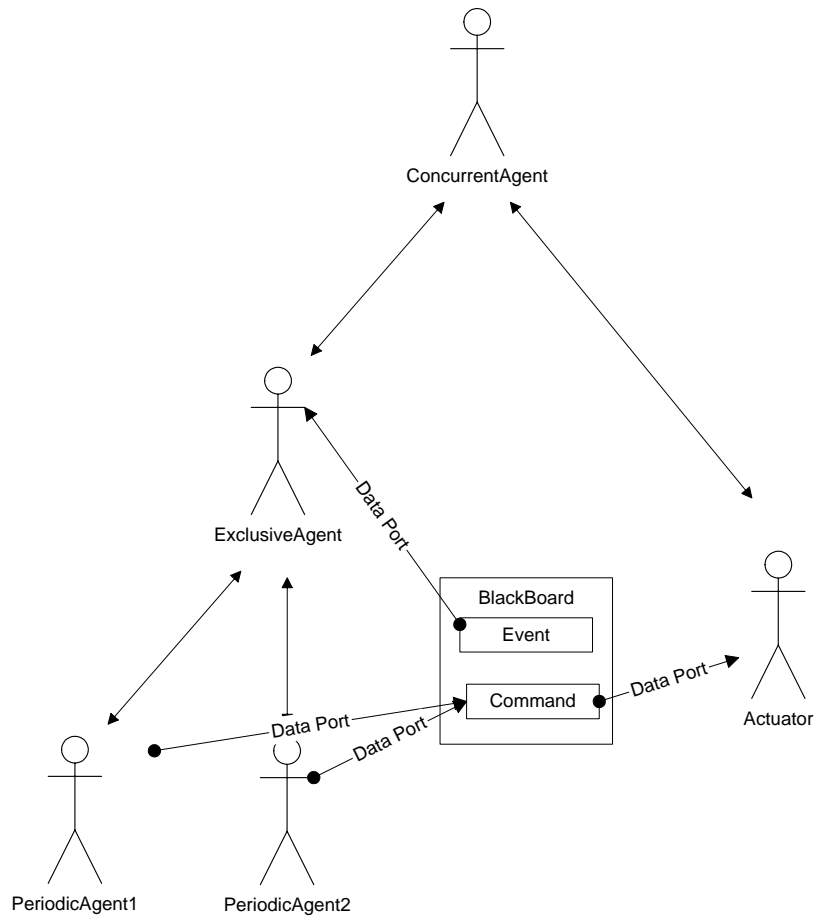 ConcurrentAgent
Data Port
ExclusiveAgent
BlackBoard
Event
Command
Data Port
Data Port
Data Port
Actuator
PeriodicAgent1
PeriodicAgent2